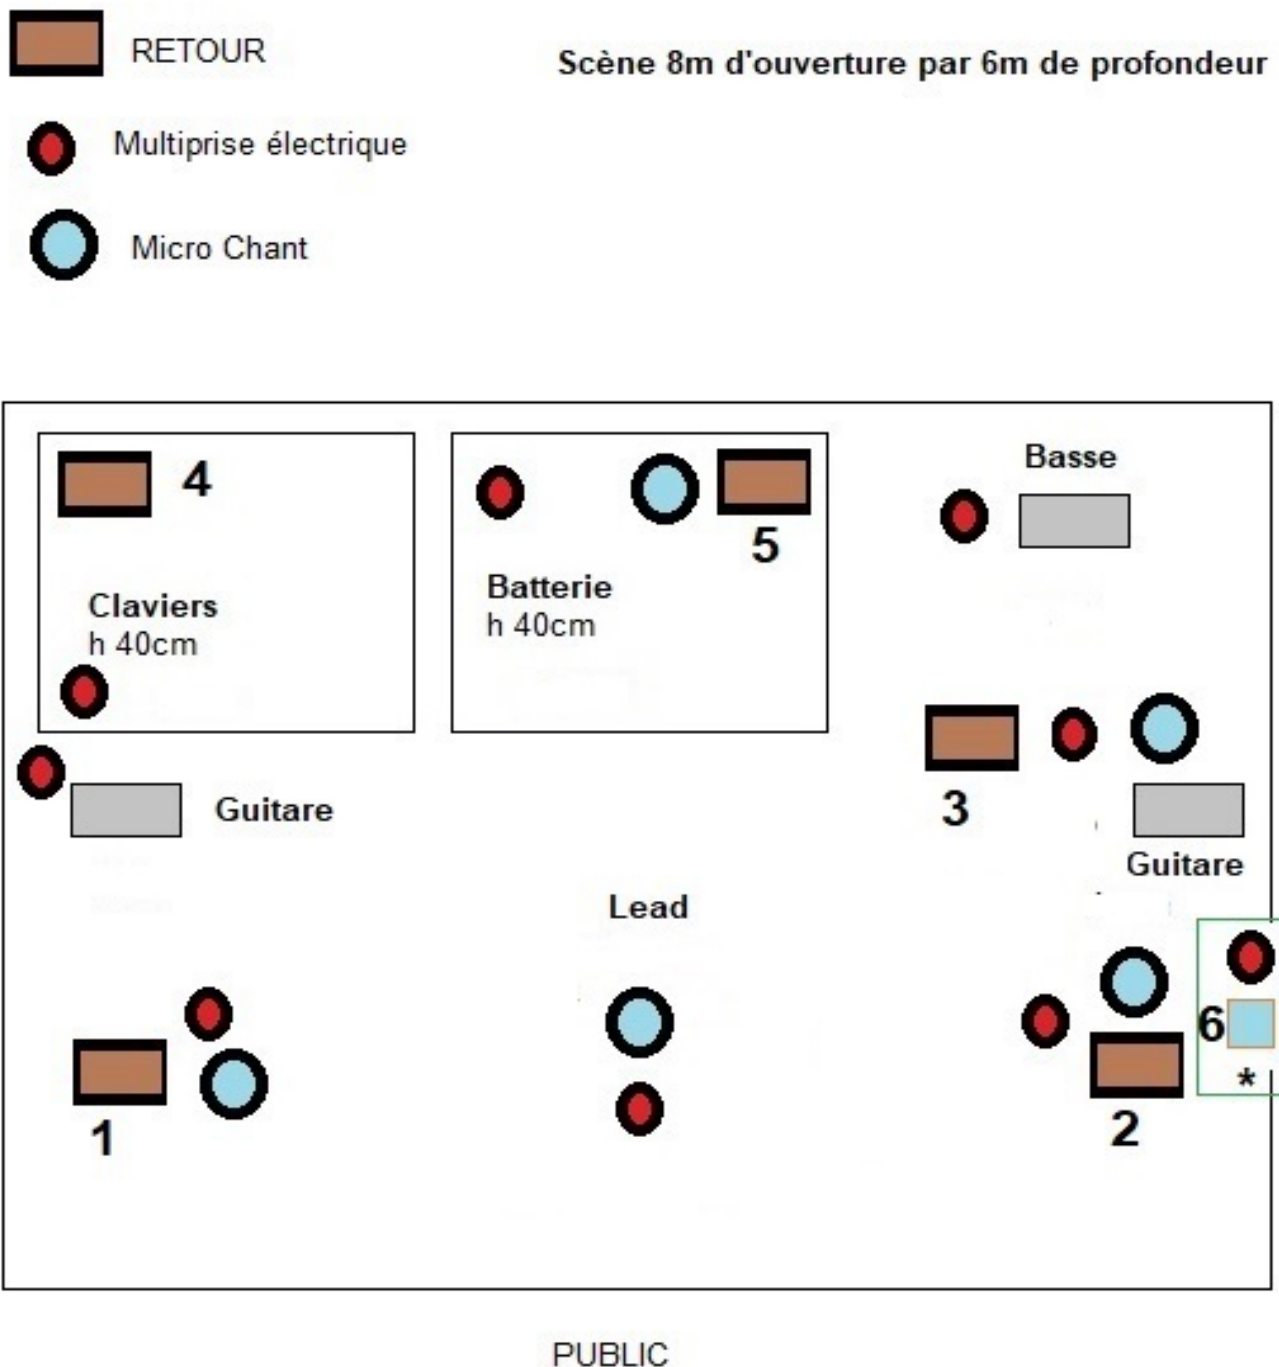 RETOUR
Scène 8m d'ouverture par 6m de profondeur
Multiprise électrique
Micro Chant
4
5
Basse
Claviers
h 40cm
Batterie
h 40cm
Guitare
3
Guitare
Lead
6
*
1
2
PUBLIC